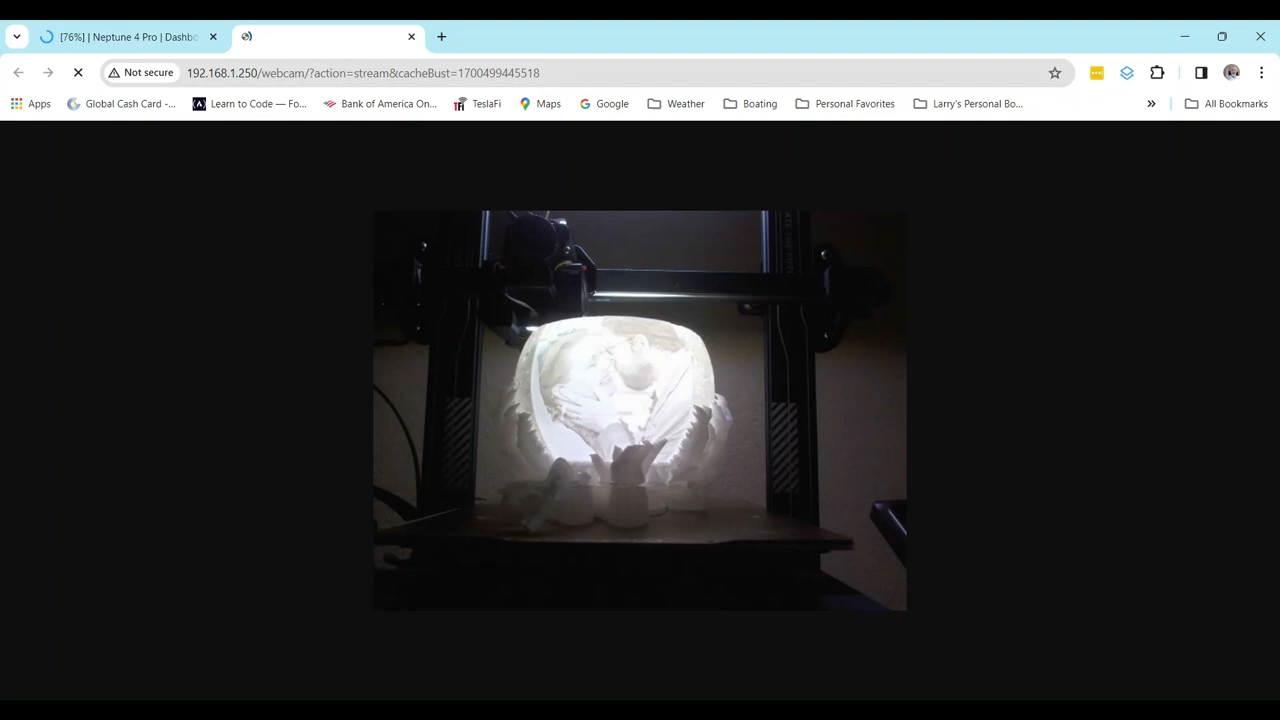 [76%] | Neptune 4 Pro | Dashbo
Not secure 192.168.1.250/webcam/?action=stream&cacheBust=1700499445518
Apps Global Cash Card -... Learn to Code — Fo... Bank of America On... TeslaFi Maps Google Weather Boating Personal Favorites Larry's Personal Bo... » All Bookmarks